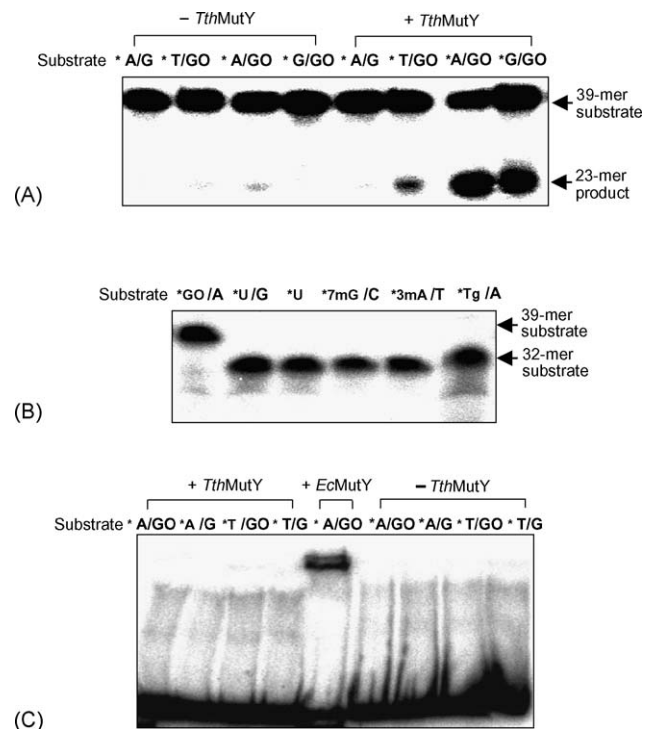 – TthMutY + TthMutY
Substrate * A/G * T/GO * A/GO * G/GO * A/G * T/GO *A/GO *G/GO
39-mer
substrate
23-mer
product
(A)
Substrate *GO/A *U/G *U *7mG/C *3mA/T *Tg/A
39-mer
substrate
32-mer
substrate
(B)
+ TthMutY + EcMutY – TthMutY
Substrate * A/GO *A /G *T /GO * T/G * A/GO *A/GO *A/G * T/GO * T/G
(C)